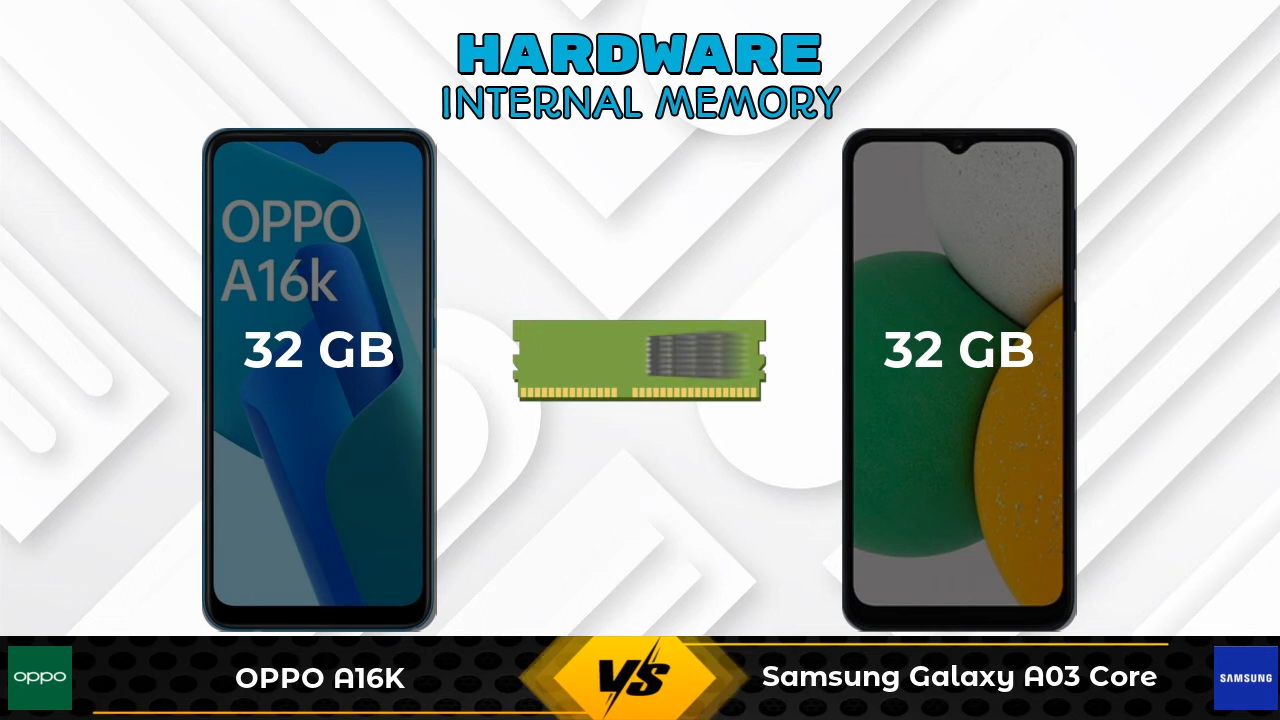 HARDWARE
INTERNAL MEMORY
OPPO
A16k
32 GB
32 GB
oppo
OPPO A16K
VS
Samsung Galaxy A03 Core
SAMSUNG